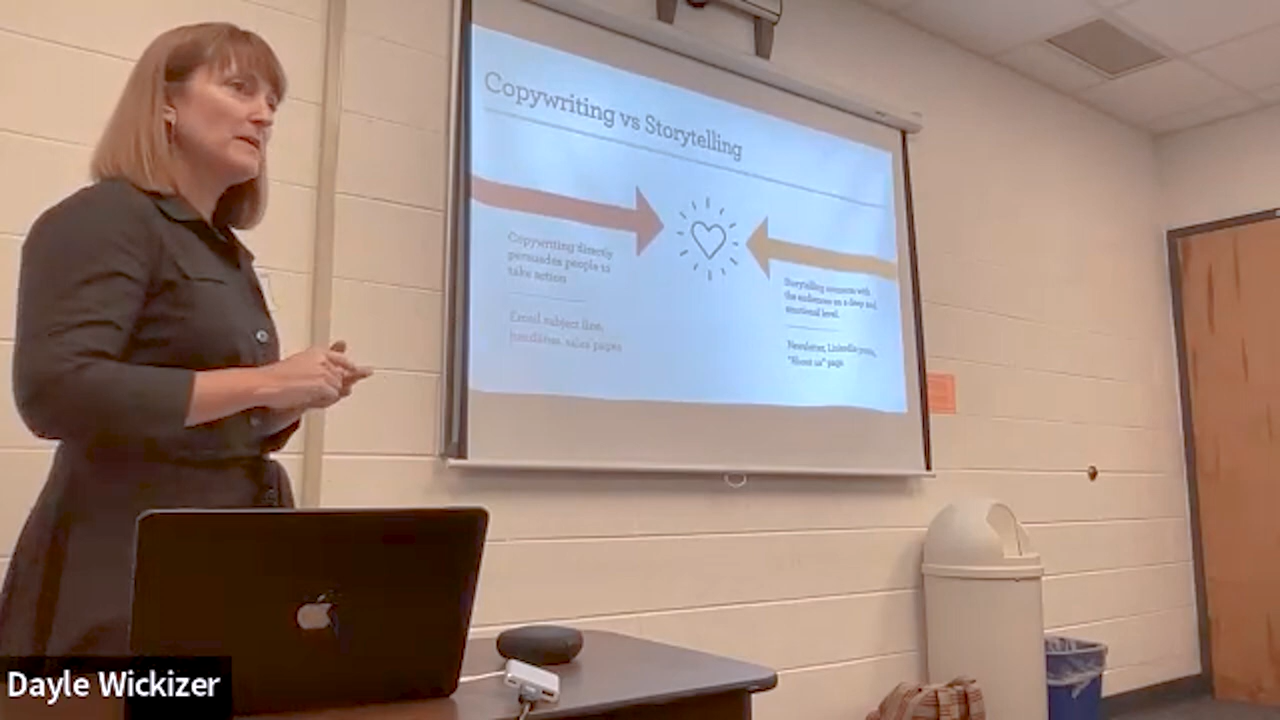 Copywriting vs Storytelling
Copywriting directly
persuades people to
take action
Email subject line,
headlines, sales pages
Storytelling connects with
the audiences on a deep and
emotional level.
Newsletter, LinkedIn posts,
"About us" page
Dayle Wickizer